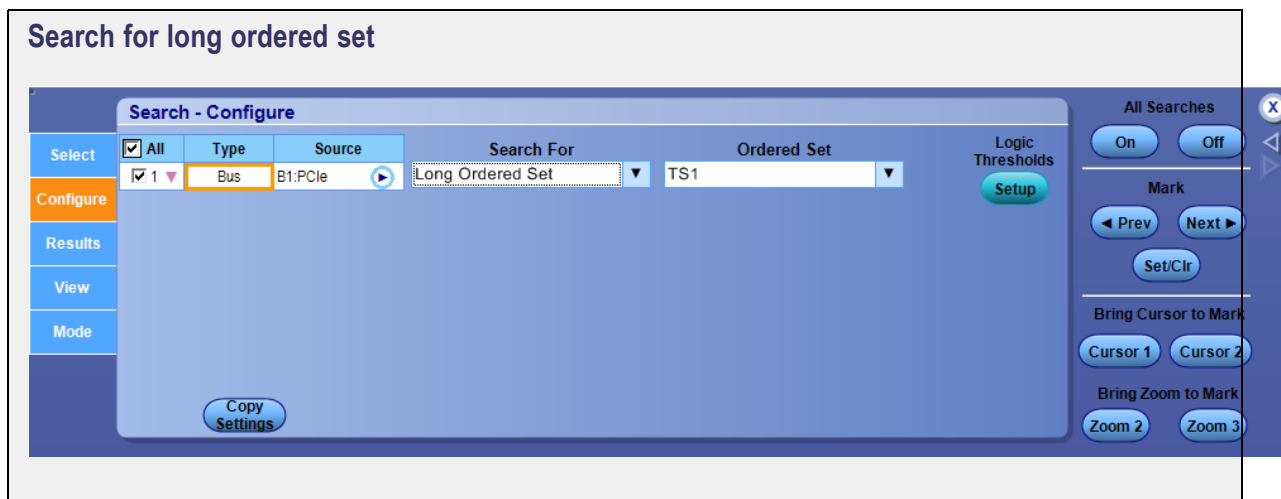 Search for long ordered set
Search - Configure
Select
Configure
Results
View
Mode
All
Type
Source
1
Bus
B1:PCIe
Search For
Long Ordered Set
Ordered Set
TS1
Logic
Thresholds
Setup
Copy
Settings
All Searches
X
On
Off
Mark
Prev
Next
Set/Clr
Bring Cursor to Mark
Cursor 1
Cursor 2
Bring Zoom to Mark
Zoom 2
Zoom 3